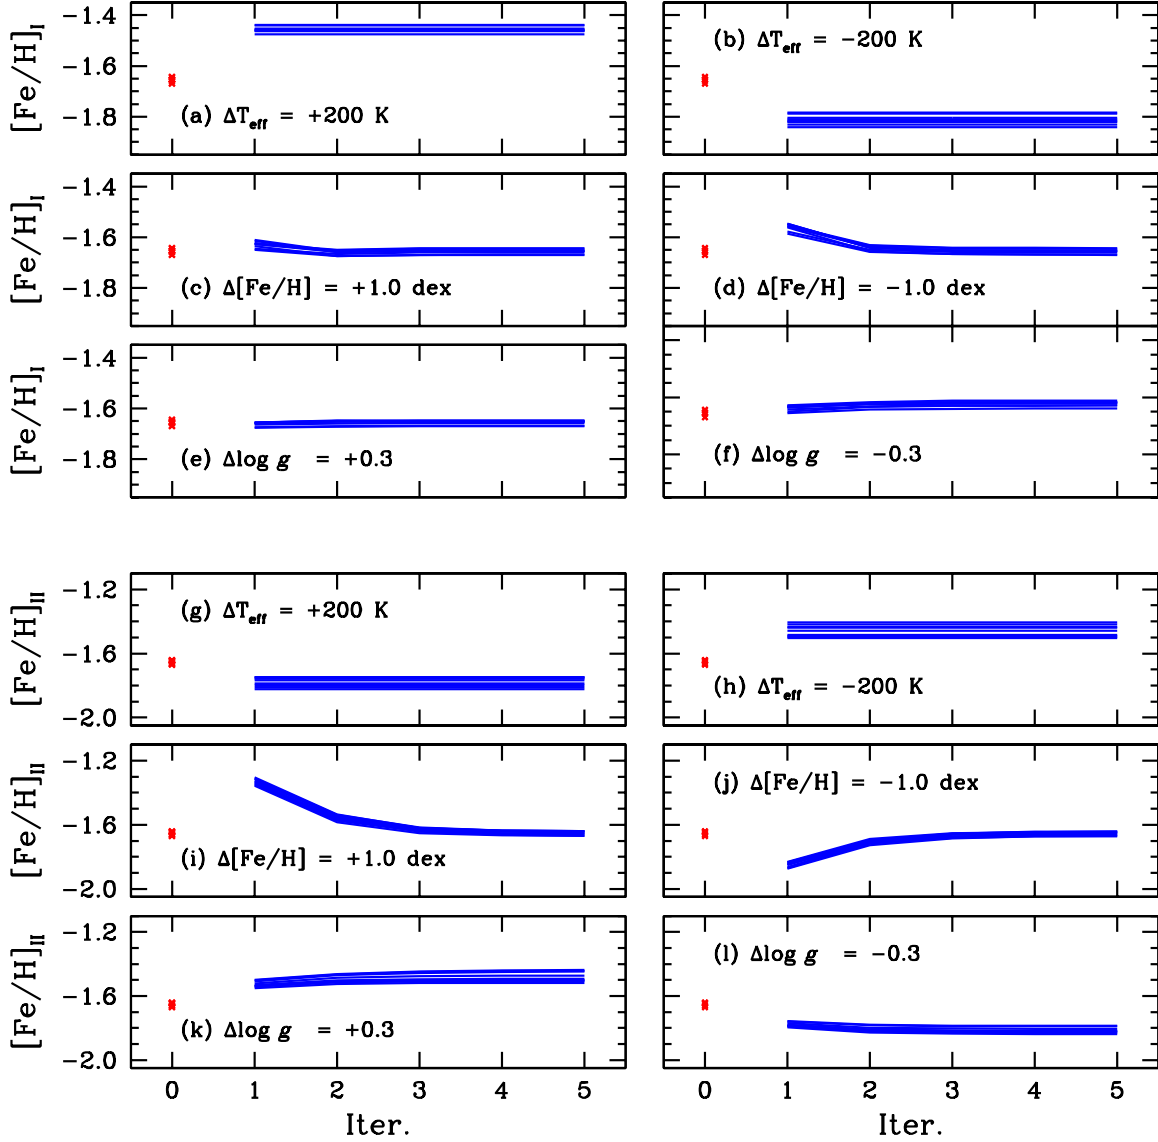 [Fe/H]I
−1.4
−1.6
−1.8
(a) ΔTeff = +200 K
(b) ΔTeff = −200 K
[Fe/H]I
−1.4
−1.6
−1.8
(c) Δ[Fe/H] = +1.0 dex
(d) Δ[Fe/H] = −1.0 dex
[Fe/H]I
−1.4
−1.6
−1.8
(e) Δlog g = +0.3
(f) Δlog g = −0.3
[Fe/H]II
−1.2
−1.6
−2.0
(g) ΔTeff = +200 K
(h) ΔTeff = −200 K
[Fe/H]II
−1.2
−1.6
−2.0
(i) Δ[Fe/H] = +1.0 dex
(j) Δ[Fe/H] = −1.0 dex
[Fe/H]II
−1.2
−1.6
−2.0
(k) Δlog g = +0.3
(l) Δlog g = −0.3
0 1 2 3 4 5
0 1 2 3 4 5
Iter.
Iter.